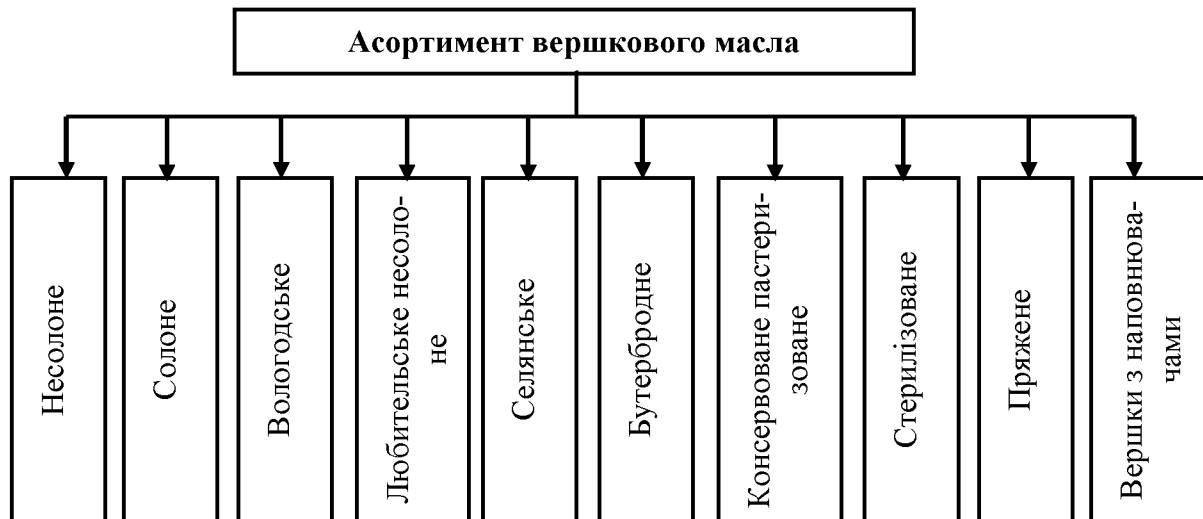 Асортимент вершкового масла
Несолоне
Солоне
Вологодське
Любительське несоло-
не
Селянське
Бутербродне
Консервоване пастери-
зоване
Стерилізоване
Пряжене
Вершки з наповнюва-
чами